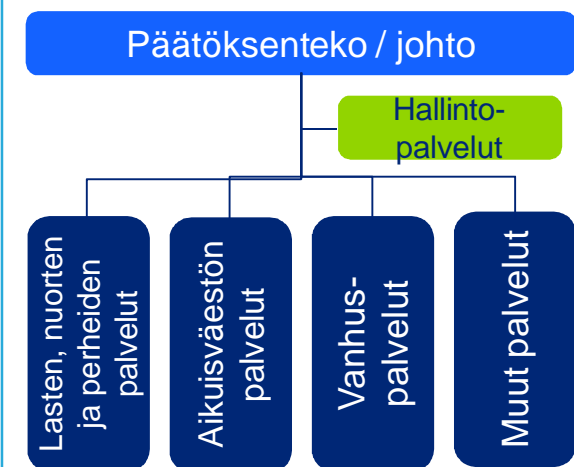 Päätöksenteko / johto
Hallinto-
palvelut
Lasten, nuorten
ja perheiden
palvelut
Aikuisväestön
palvelut
Vanhus-
palvelut
Muut palvelut